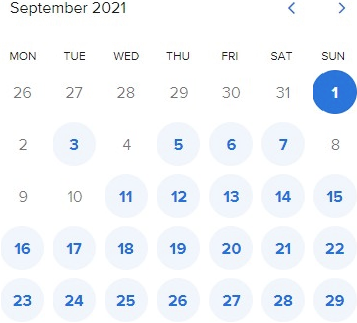 September 2021
MON TUE WED THU FRI SAT SUN
26 27 28 29 30 31 1
2 3 4 5 6 7 8
9 10 11 12 13 14 15
16 17 18 19 20 21 22
23 24 25 26 27 28 29